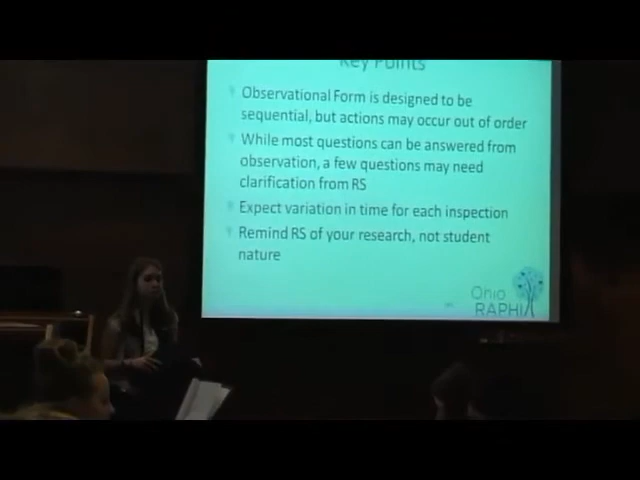 Key Points
Observational Form is designed to be
sequential, but actions may occur out of order
While most questions can be answered from
observation, a few questions may need
clarification from RS
Expect variation in time for each inspection
Remind RS of your research, not student
nature
Ohio
RAPHI